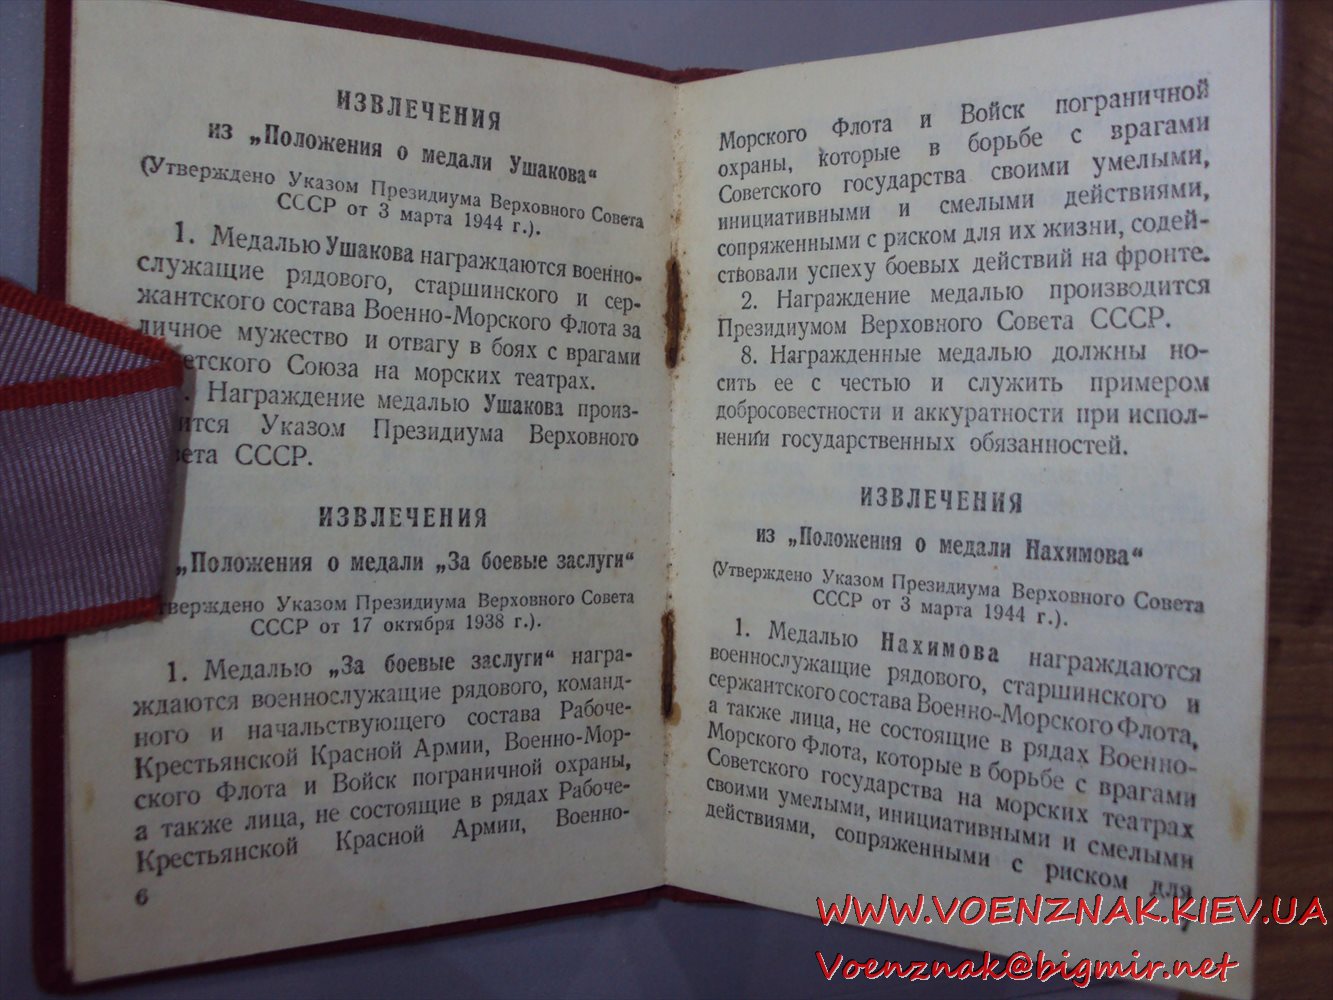 ИЗВЛЕЧЕНИЯ
из „Положения о медали Ушакова“
(Утверждено Указом Президиума Верховного Совета
СССР от 3 марта 1944 г.).
1. Медалью Ушакова награждаются военно-
служащие рядового, старшинского и сер-
жантского состава Военно-Морского Флота за
личное мужество и отвагу в боях с врагами
етского Союза на морских театрах.
. Награждение медалью Ушакова произ-
ится Указом Президиума Верховного
вета СССР.
ИЗВЛЕЧЕНИЯ
„Положения о медали „За боевые заслуги“
тверждено Указом Президиума Верховного Совета
СССР от 17 октября 1938 г.).
1. Медалью „За боевые заслуги“ награ-
ждаются военнослужащие рядового, команд-
ного и начальствующего состава Рабоче-
Крестьянской Красной Армии, Военно-Мор-
ского Флота и Войск пограничной охраны,
а также лица, не состоящие в рядах Рабоче-
Крестьянской Красной Армии, Военно-
6
Морского Флота и Войск пограничной
охраны, которые в борьбе с врагами
Советского государства своими умелыми,
инициативными и смелыми действиями,
сопряженными с риском для их жизни, содей-
ствовали успеху боевых действий на фронте.
2. Награждение медалью производится
Президиумом Верховного Совета СССР.
8. Награжденные медалью должны но-
сить ее с честью и служить примером
добросовестности и аккуратности при испол-
нении государственных обязанностей.
ИЗВЛЕЧЕНИЯ
из „Положения о медали Нахимова“
(Утверждено Указом Президиума Верховного Совета
СССР от 3 марта 1944 г.).
1. Медалью Нахимова награждаются
военнослужащие рядового, старшинского и
сержантского состава Военно-Морского Флота,
а также лица, не состоящие в рядах Военно-
Морского Флота, которые в борьбе с врагами
Советского государства на морских театрах
своими умелыми, инициативными и смелыми
действиями, сопряженными с риском для
7
WWW.VOENZNAK.KIEV.UA
Voenznak@bigmir.net